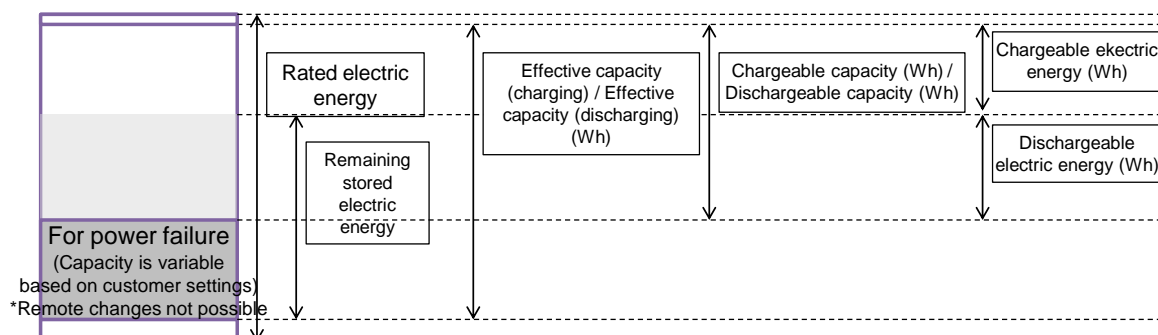 Rated electric
energy
Remaining
stored
electric
energy
Effective capacity
(charging) / Effective
capacity (discharging)
(Wh)
Chargeable capacity (Wh) /
Dischargeable capacity (Wh)
Chargeable ekectric
energy (Wh)
Dischargeable
electric energy (Wh)
For power failure
(Capacity is variable
based on customer settings)
*Remote changes not possible